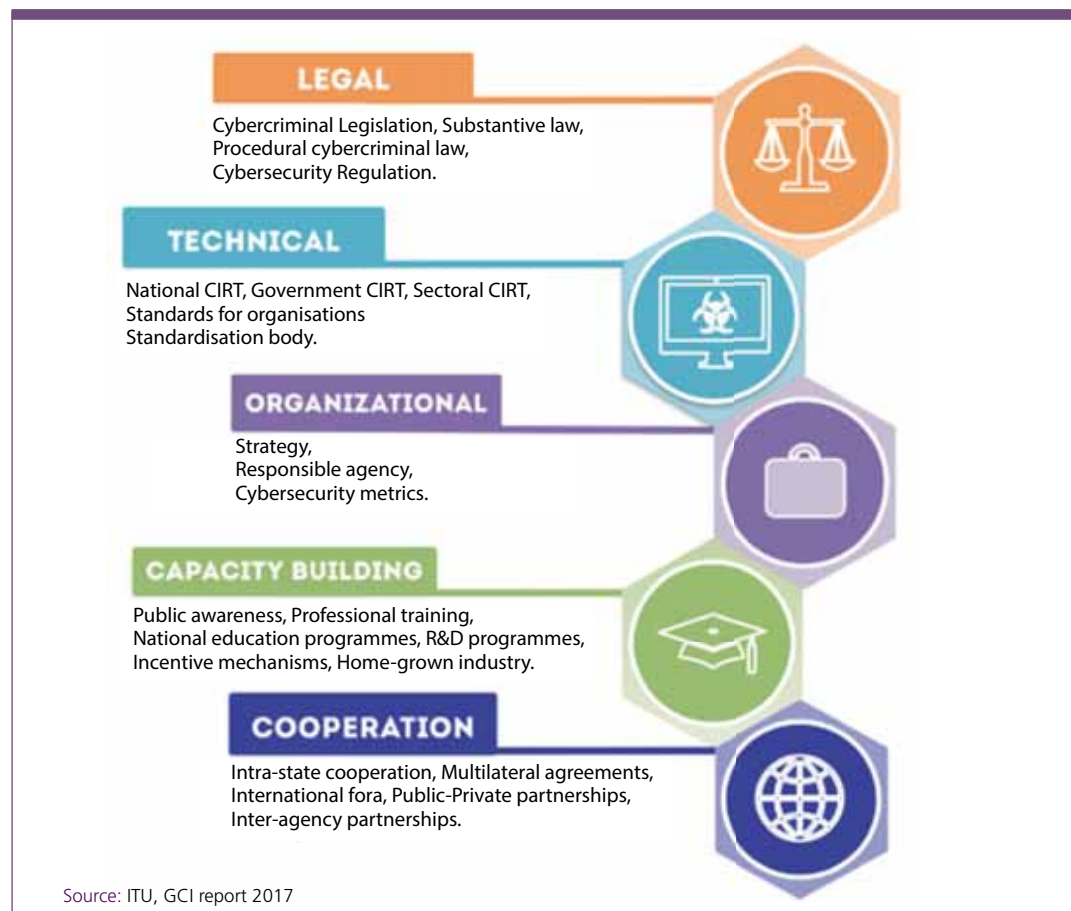 LEGAL
Cybercriminal Legislation, Substantive law,
Procedural cybercriminal law,
Cybersecurity Regulation.
TECHNICAL
National CIRT, Government CIRT, Sectoral CIRT,
Standards for organisations
Standardisation body.
ORGANIZATIONAL
Strategy,
Responsible agency,
Cybersecurity metrics.
CAPACITY BUILDING
Public awareness, Professional training,
National education programmes, R&D programmes,
Incentive mechanisms, Home-grown industry.
COOPERATION
Intra-state cooperation, Multilateral agreements,
International fora, Public-Private partnerships,
Inter-agency partnerships.
Source: ITU, GCI report 2017